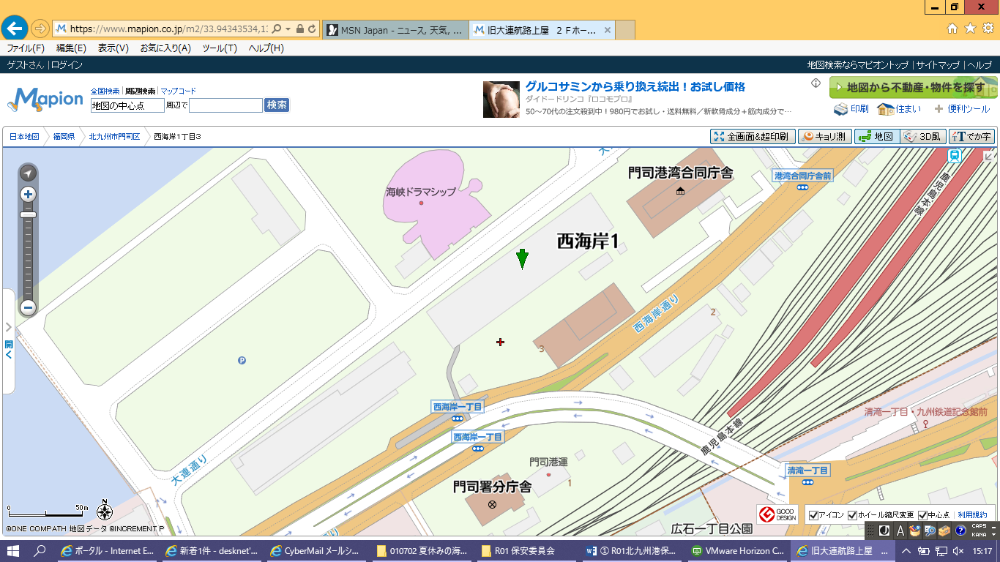 https://www.mapion.co.jp/m2/33.94343534,13
MSN Japan - ニュース, 天気, ...
旧大連航路上屋 ２Ｆホー...
ファイル(F) 編集(E) 表示(V) お気に入り(A) ツール(T) ヘルプ(H)
ゲストさん | ログイン
地図検索ならマピオントップ | サイトマップ | ヘルプ
Mapion
全国検索 | 周辺検索 | マップコード
地図の中心点 周辺で 検索
グルコサミンから乗り換え続出！お試し価格
ダイドードリンコ『ロコモプロ』
50～70代の注文殺到中！980円でお試し・送料無料／新軟骨成分＋筋肉成分で…
地図から不動産・物件を探す
印刷 住まい 便利ツール
日本地図 福岡県 北九州市門司区 西海岸1丁目3
全画面&超印刷 キョリ測 地図 3D風 でか字
大
海峡ドラマシップ
門司港湾合同庁舎
港湾合同庁舎前
鹿児島本線
鹿児島本線
西海岸1
西海岸通り
2
3
開く
P
西海岸一丁目
西海岸一丁目
清滝一丁目・九州鉄道記念館前
鹿児島本線
大連通り
門司港運
1
門司署分庁舎
清滝一丁目
広石一丁目公園
0 50m
N
©ONE COMPATH 地図データ ©INCREMENT P
GOOD DESIGN
アイコン ホイール縮尺変更 中心点 利用規約
A CAPS KANA
ポータル - Internet E...
新着1件 - desknet'...
CyberMail メールシ...
010702 夏休みの海...
R01 保安委員会
① R01北九州港保...
VMware Horizon C...
旧大連航路上屋 ...
15:17